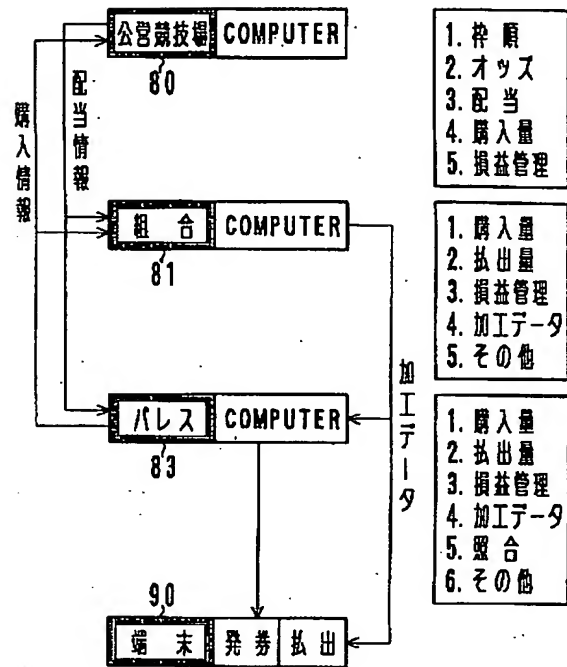 公営競技場 COMPUTER
80
購入情報
配当情報
1. 枠順
2. オッズ
3. 配当
4. 購入量
5. 損益管理
組合 COMPUTER
81
1. 購入量
2. 払出量
3. 損益管理
4. 加工データ
5. その他
加工データ
パレス COMPUTER
83
1. 購入量
2. 払出量
3. 損益管理
4. 加工データ
5. 照合
6. その他
90
端末 発券 払出